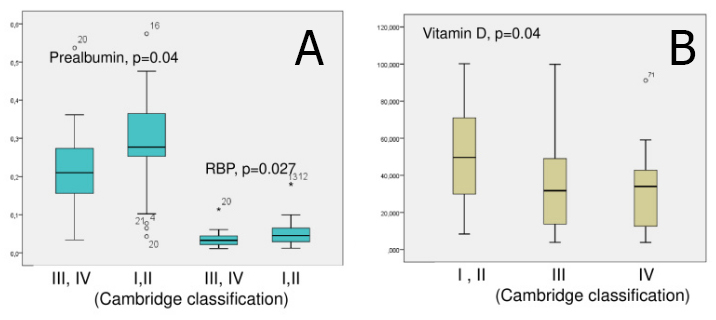 A
Prealbumin, p=0.04
RBP, p=0.027
0,6
0,5
0,4
0,3
0,2
0,1
0,0
20
16
21 4
20
20
1312
III, IV I,II III, IV I,II
(Cambridge classification)
B
Vitamin D, p=0.04
120,000
100,000
80,000
60,000
40,000
20,000
,000
71
I , II III IV
(Cambridge classification)